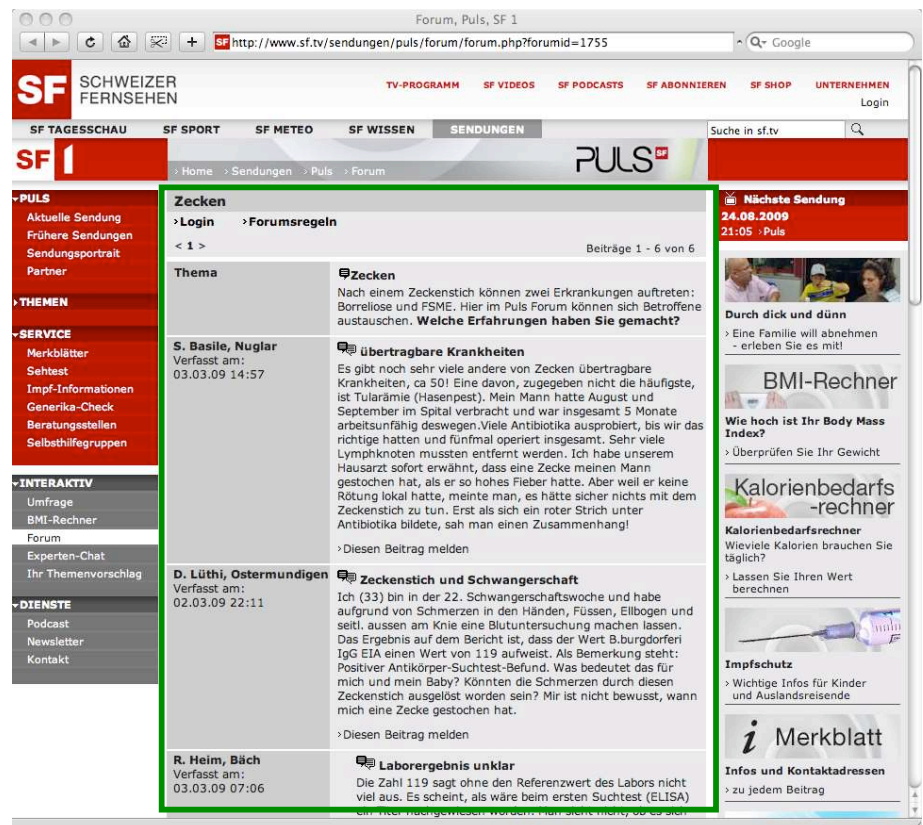 Forum, Puls, SF 1
SF http://www.sf.tv/sendungen/puls/forum/forum.php?forumid=1755
Google
SF SCHWEIZER
FERNSEHEN
TV-PROGRAMM SF VIDEOS SF PODCASTS SF ABONNIEREN SF SHOP UNTERNEHMEN
Login
SF TAGESSCHAU SF SPORT SF METEO SF WISSEN SENDUNGEN
Suche in sf.tv
SF 1
› Home › Sendungen › Puls › Forum
PULS SF
PULS
Aktuelle Sendung
Frühere Sendungen
Sendungsportrait
Partner
THEMEN
SERVICE
Merkblätter
Sehtest
Impf-Informationen
Generika-Check
Beratungsstellen
Selbsthilfegruppen
INTERAKTIV
Umfrage
BMI-Rechner
Forum
Experten-Chat
Ihr Themenvorschlag
DIENSTE
Podcast
Newsletter
Kontakt
Zecken
›Login ›Forumsregeln
< 1 >
Beiträge 1 - 6 von 6
Thema
Zecken
Nach einem Zeckenstich können zwei Erkrankungen auftreten:
Borreliose und FSME. Hier im Puls Forum können sich Betroffene
austauschen. Welche Erfahrungen haben Sie gemacht?
S. Basile, Nuglar
Verfasst am:
03.03.09 14:57
übertragbare Krankheiten
Es gibt noch sehr viele andere von Zecken übertragbare
Krankheiten, ca 50! Eine davon, zugegeben nicht die häufigste,
ist Tularämie (Hasenpest). Mein Mann hatte August und
September im Spital verbracht und war insgesamt 5 Monate
arbeitsunfähig deswegen.Viele Antibiotika ausprobiert, bis wir das
richtige hatten und fünfmal operiert insgesamt. Sehr viele
Lymphknoten mussten entfernt werden. Ich habe unserem
Hausarzt sofort erwähnt, dass eine Zecke meinen Mann
gestochen hat, als er so hohes Fieber hatte. Aber weil er keine
Rötung lokal hatte, meinte man, es hätte sicher nichts mit dem
Zeckenstich zu tun. Erst als sich ein roter Strich unter
Antibiotika bildete, sah man einen Zusammenhang!
›Diesen Beitrag melden
D. Lüthi, Ostermundigen
Verfasst am:
02.03.09 22:11
Zeckenstich und Schwangerschaft
Ich (33) bin in der 22. Schwangerschaftswoche und habe
aufgrund von Schmerzen in den Händen, Füssen, Ellbogen und
seitl. aussen am Knie eine Blutuntersuchung machen lassen.
Das Ergebnis auf dem Bericht ist, dass der Wert B.burgdorferi
IgG EIA einen Wert von 119 aufweist. Als Bemerkung steht:
Positiver Antikörper-Suchtest-Befund. Was bedeutet das für
mich und mein Baby? Könnten die Schmerzen durch diesen
Zeckenstich ausgelöst worden sein? Mir ist nicht bewusst, wann
mich eine Zecke gestochen hat.
›Diesen Beitrag melden
R. Heim, Bäch
Verfasst am:
03.03.09 07:06
Laborergebnis unklar
Die Zahl 119 sagt ohne den Referenzwert des Labors nicht
viel aus. Es scheint, als wäre beim ersten Suchtest (ELISA)
Nächste Sendung
24.08.2009
21:05 ›Puls
Durch dick und dünn
› Eine Familie will abnehmen
- erleben Sie es mit!
BMI-Rechner
Wie hoch ist Ihr Body Mass
Index?
› Überprüfen Sie Ihr Gewicht
Kalorienbedarfs
-rechner
Kalorienbedarfsrechner
Wieviele Kalorien brauchen Sie
täglich?
› Lassen Sie Ihren Wert
berechnen
Impfschutz
› Wichtige Infos für Kinder
und Auslandsreisende
i Merkblatt
Infos und Kontaktadressen
› zu jedem Beitrag